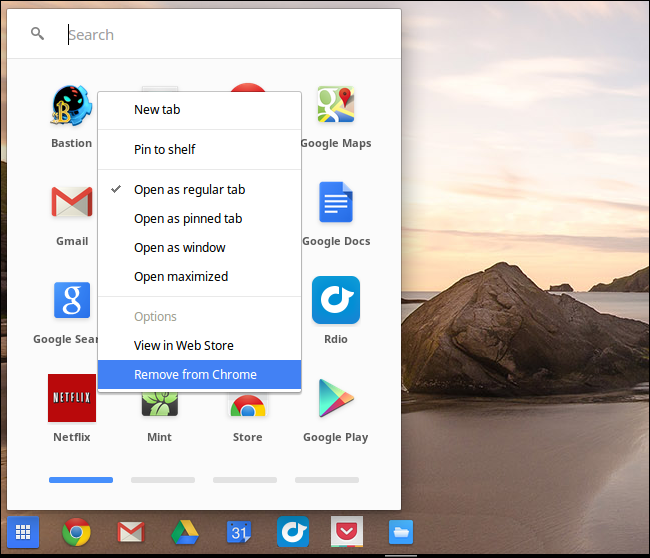 Search
Bastion
Google Maps
Gmail
Google Docs
Google Sear
Rdio
Netflix
Mint
Store
Google Play
New tab
Pin to shelf
Open as regular tab
Open as pinned tab
Open as window
Open maximized
Options
View in Web Store
Remove from Chrome
B
g
NETFLIX
31